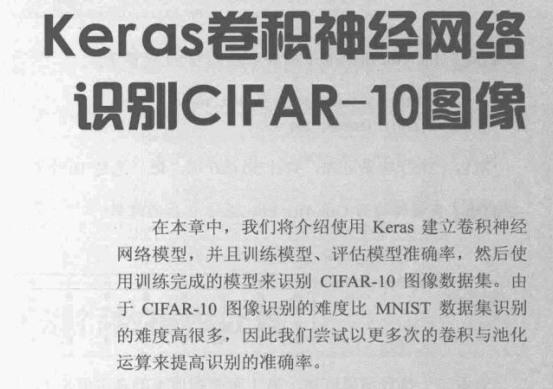 Keras卷积神经网络
识别CIFAR-10图像
在本章中，我们将介绍使用 Keras 建立卷积神经
网络模型，并且训练模型、评估模型准确率，然后使
用训练完成的模型来识别 CIFAR-10 图像数据集。由
于 CIFAR-10 图像识别的难度比 MNIST 数据集识别
的难度高很多，因此我们尝试以更多次的卷积与池化
运算来提高识别的准确率。